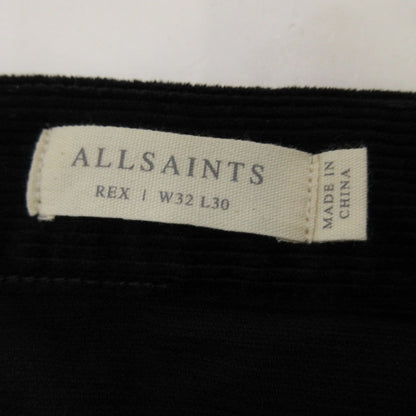 ALLSAINTS
REX | W32 L30
MADE IN
CHINA